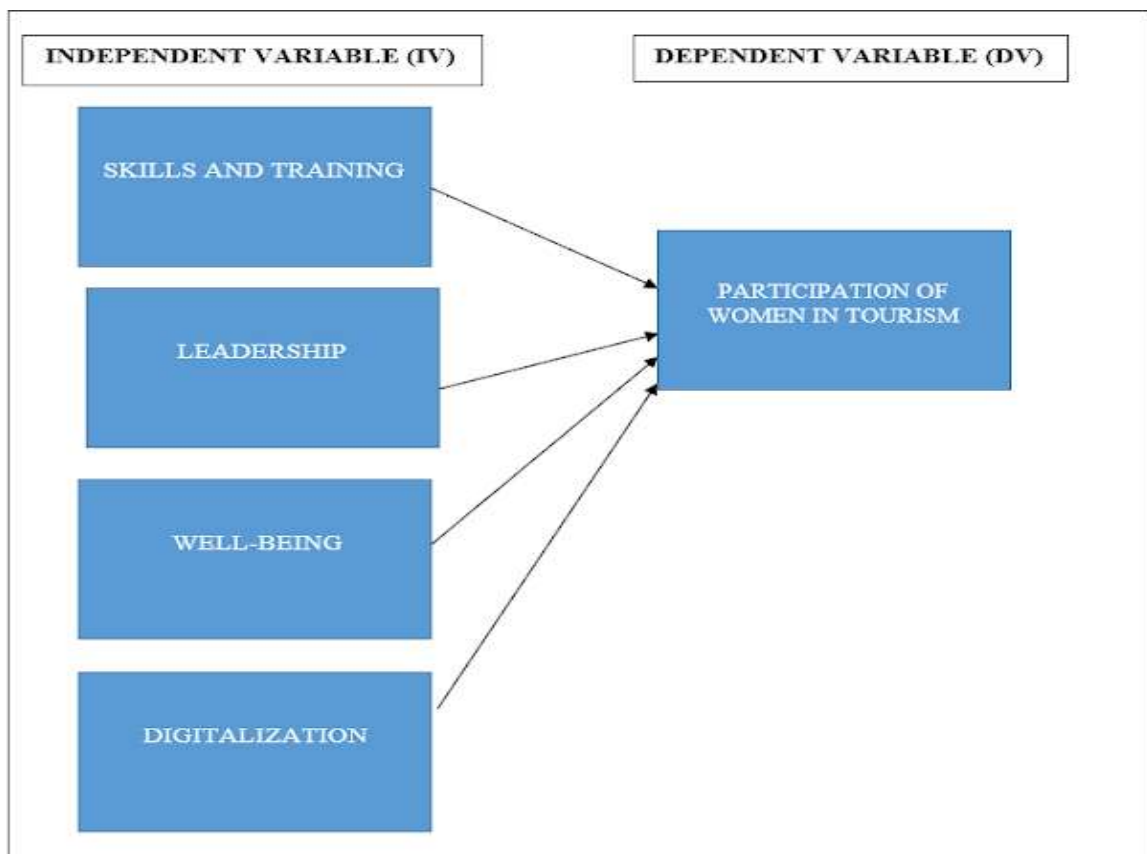 INDEPENDENT VARIABLE (IV)
DEPENDENT VARIABLE (DV)
SKILLS AND TRAINING
LEADERSHIP
WELL-BEING
DIGITALIZATION
PARTICIPATION OF
WOMEN IN TOURISM